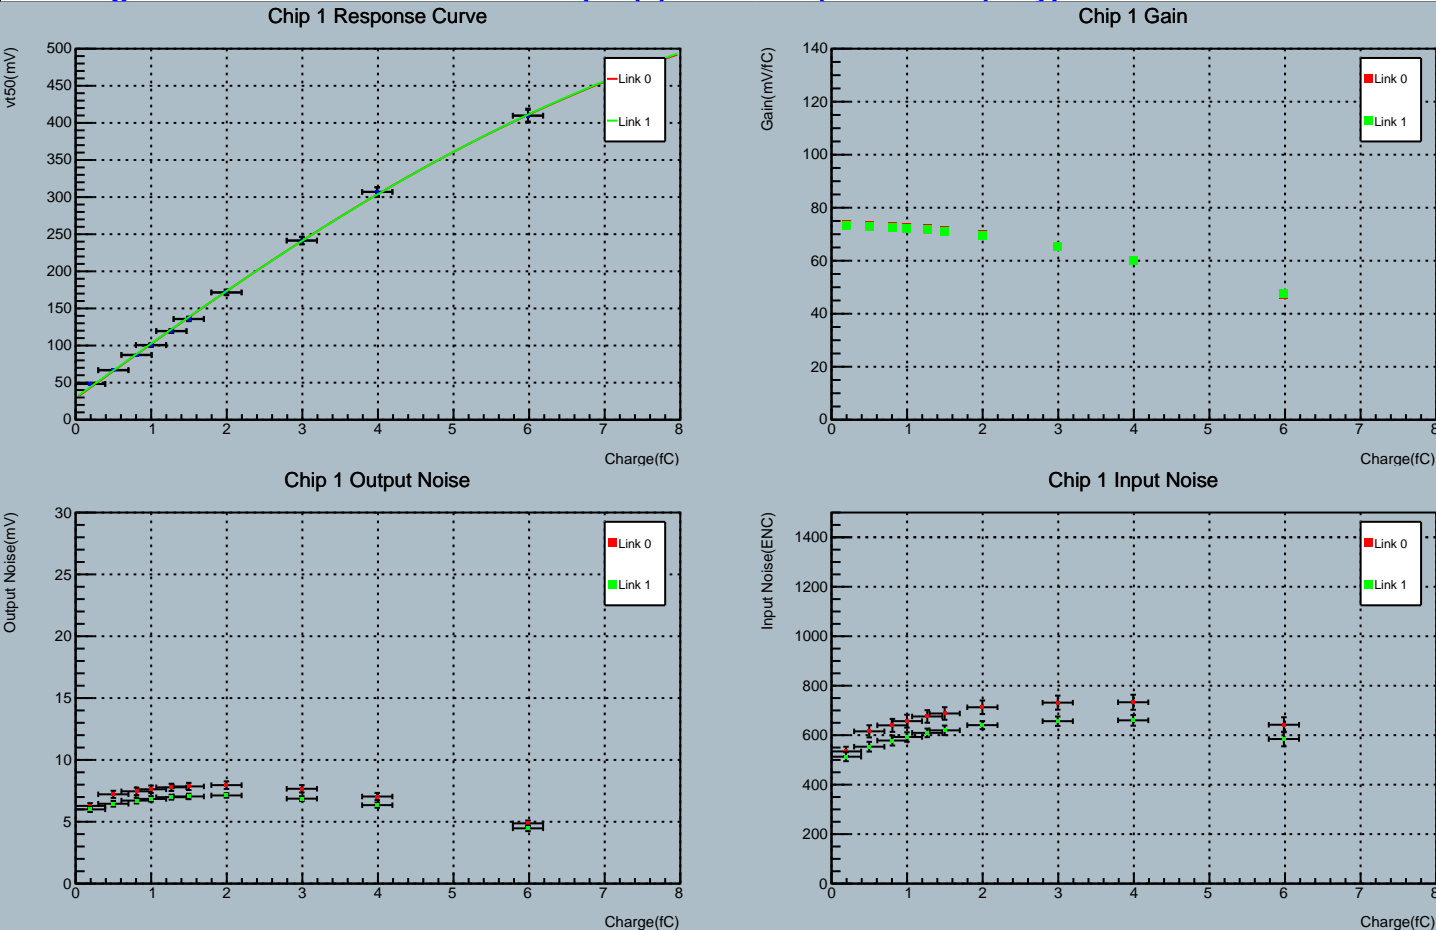 Chip 1 Response Curve
vt50(mV)
500
450
400
350
300
250
200
150
100
50
0
0 1 2 3 4 5 6 7 8
Charge(fC)
Link 0
Link 1
Chip 1 Gain
Gain(mV/fC)
140
120
100
80
60
40
20
0
0 1 2 3 4 5 6 7 8
Charge(fC)
Link 0
Link 1
Chip 1 Output Noise
Output Noise(mV)
30
25
20
15
10
5
0
0 1 2 3 4 5 6 7 8
Charge(fC)
Link 0
Link 1
Chip 1 Input Noise
Input Noise(ENC)
1400
1200
1000
800
600
400
200
0
0 1 2 3 4 5 6 7 8
Charge(fC)
Link 0
Link 1